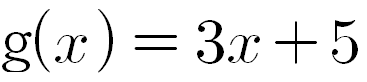 g(x) = 3x + 5